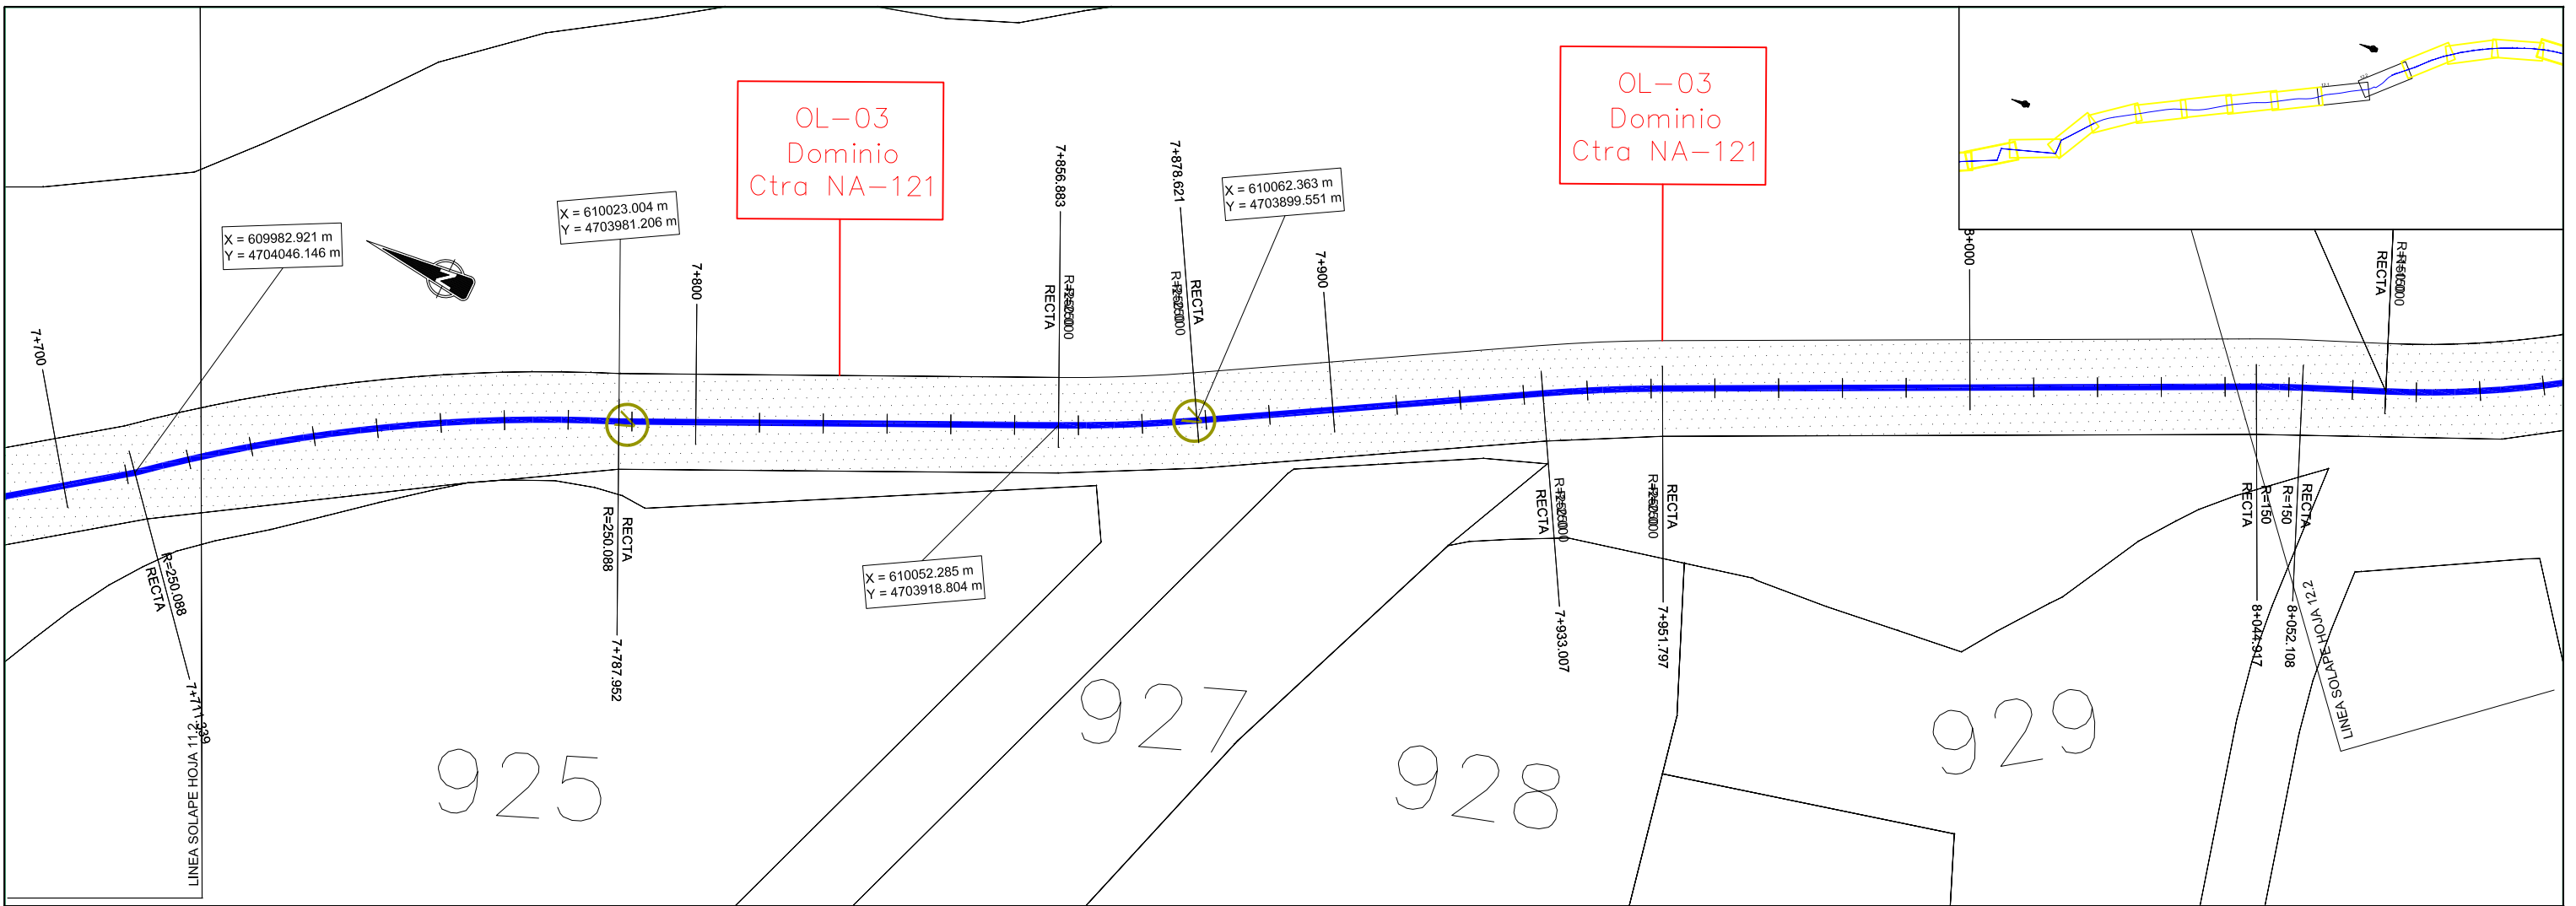 OL-03
Dominio
Ctra NA-121
OL-03
Dominio
Ctra NA-121
X = 609982.921 m
Y = 4704046.146 m
X = 610023.004 m
Y = 4703981.206 m
X = 610062.363 m
Y = 4703899.551 m
X = 610052.285 m
Y = 4703918.804 m
N
7+700
7+800
7+856.883
RECTA
7+878.621
RECTA
7+900
8+000
RECTA
R=250.088
RECTA
7+711.339
LINEA SOLAPE HOJA 11.2
RECTA
R=250.088
7+787.952
RECTA
7+933.007
RECTA
7+951.797
RECTA
R=150
8+044.917
R=150
RECTA
8+052.108
LINEA SOLAPE HOJA 12.2
925
927
928
929